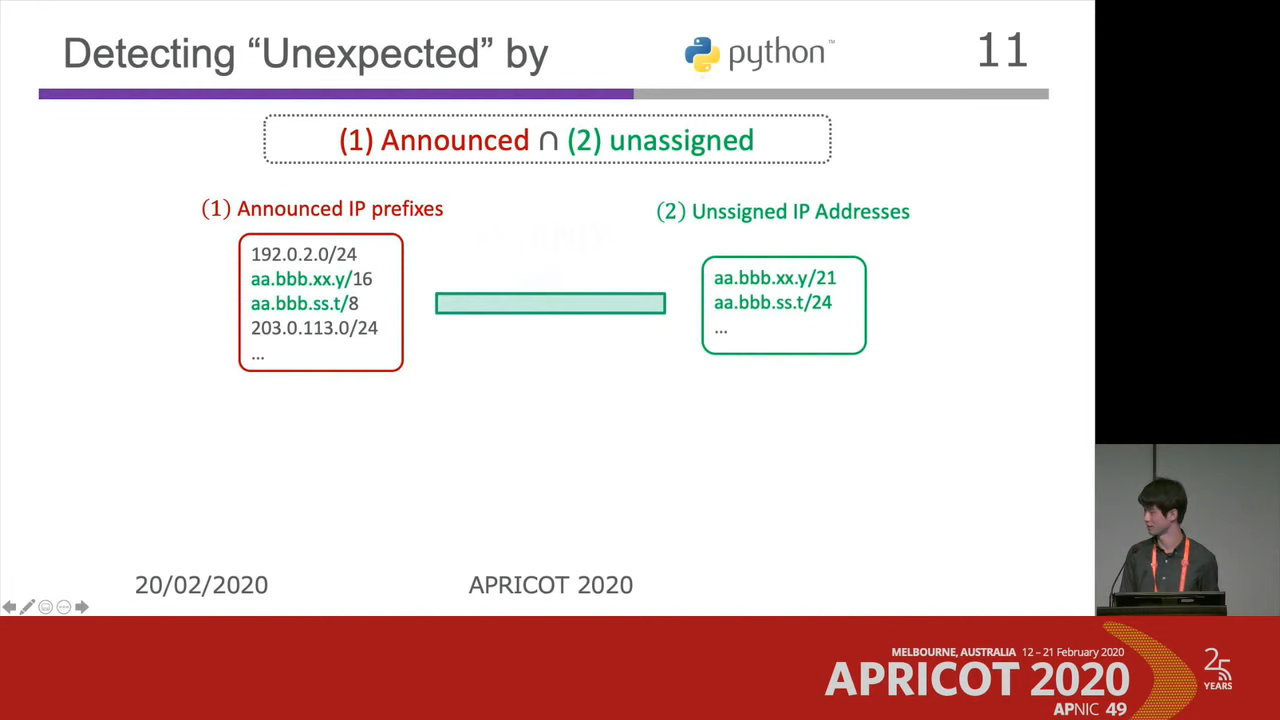 Detecting “Unexpected” by
python™
11
(1) Announced ∩ (2) unassigned
(1) Announced IP prefixes
192.0.2.0/24
aa.bbb.xx.y/16
aa.bbb.ss.t/8
203.0.113.0/24
...
(2) Unssigned IP Addresses
aa.bbb.xx.y/21
aa.bbb.ss.t/24
...
20/02/2020
APRICOT 2020
MELBOURNE, AUSTRALIA 12 – 21 February 2020
APRICOT 2020
APNIC 49
25
YEARS